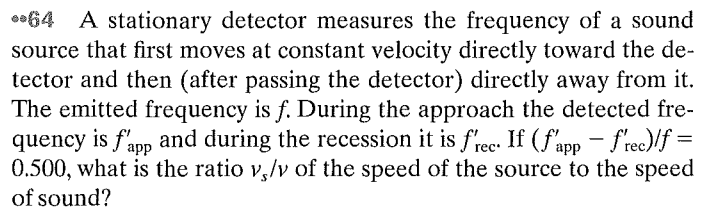 ••64 A stationary detector measures the frequency of a sound
source that first moves at constant velocity directly toward the de-
tector and then (after passing the detector) directly away from it.
The emitted frequency is f. During the approach the detected fre-
quency is f′app and during the recession it is f′rec. If (f′app − f′rec)/f =
0.500, what is the ratio vs/v of the speed of the source to the speed
of sound?